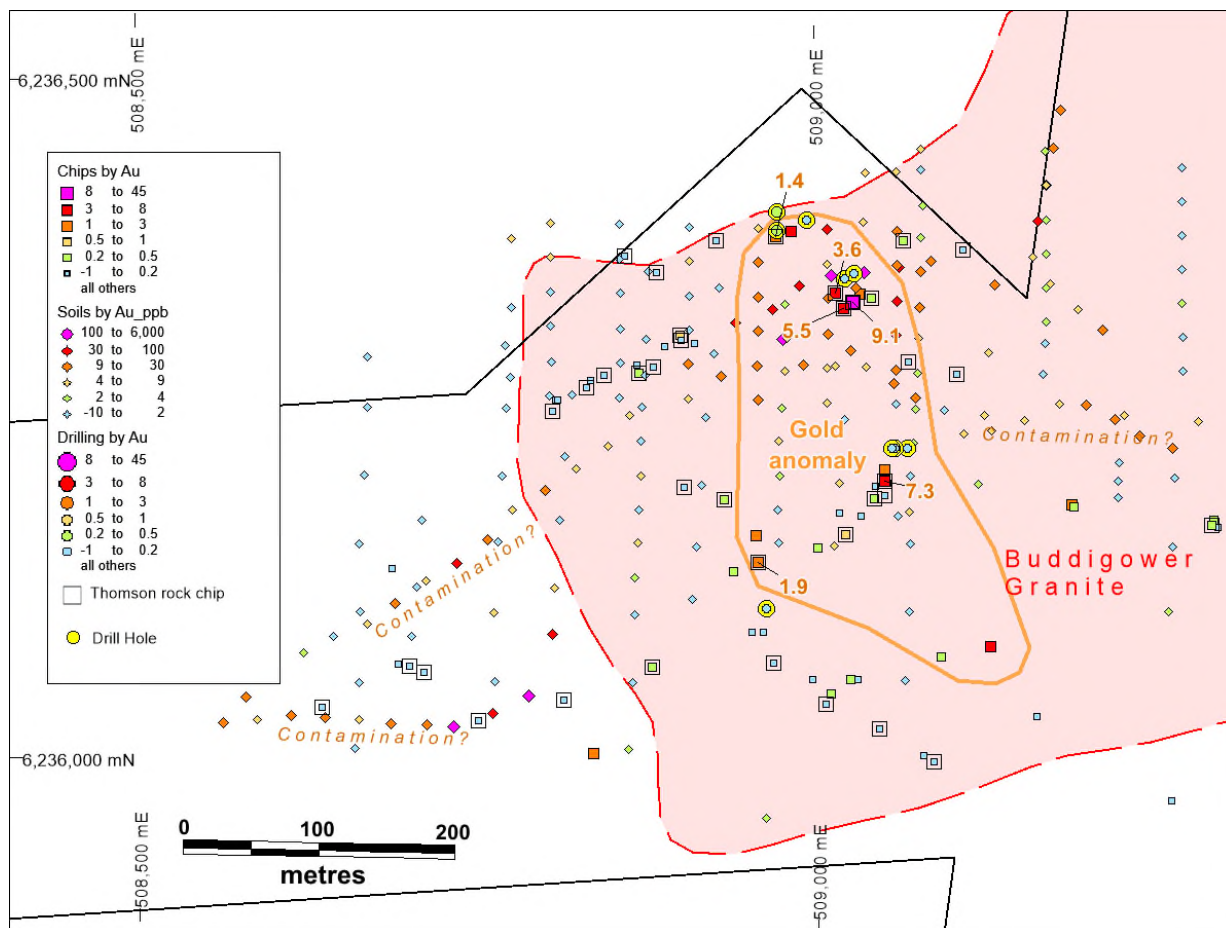 508,500 mE
509,000 mE
6,236,500 mN
Chips by Au
8 to 45
3 to 8
1 to 3
0.5 to 1
0.2 to 0.5
-1 to 0.2
all others
Soils by Au_ppb
100 to 6,000
30 to 100
9 to 30
4 to 9
2 to 4
-10 to 2
Drilling by Au
8 to 45
3 to 8
1 to 3
0.5 to 1
0.2 to 0.5
-1 to 0.2
all others
Thomson rock chip
Drill Hole
1.4
3.6
5.5
9.1
Gold
anomaly
Contamination?
7.3
Contamination?
1.9
Buddigower
Granite
Contamination?
6,236,000 mN
0 100 200
metres
508,500 mE
509,000 mE